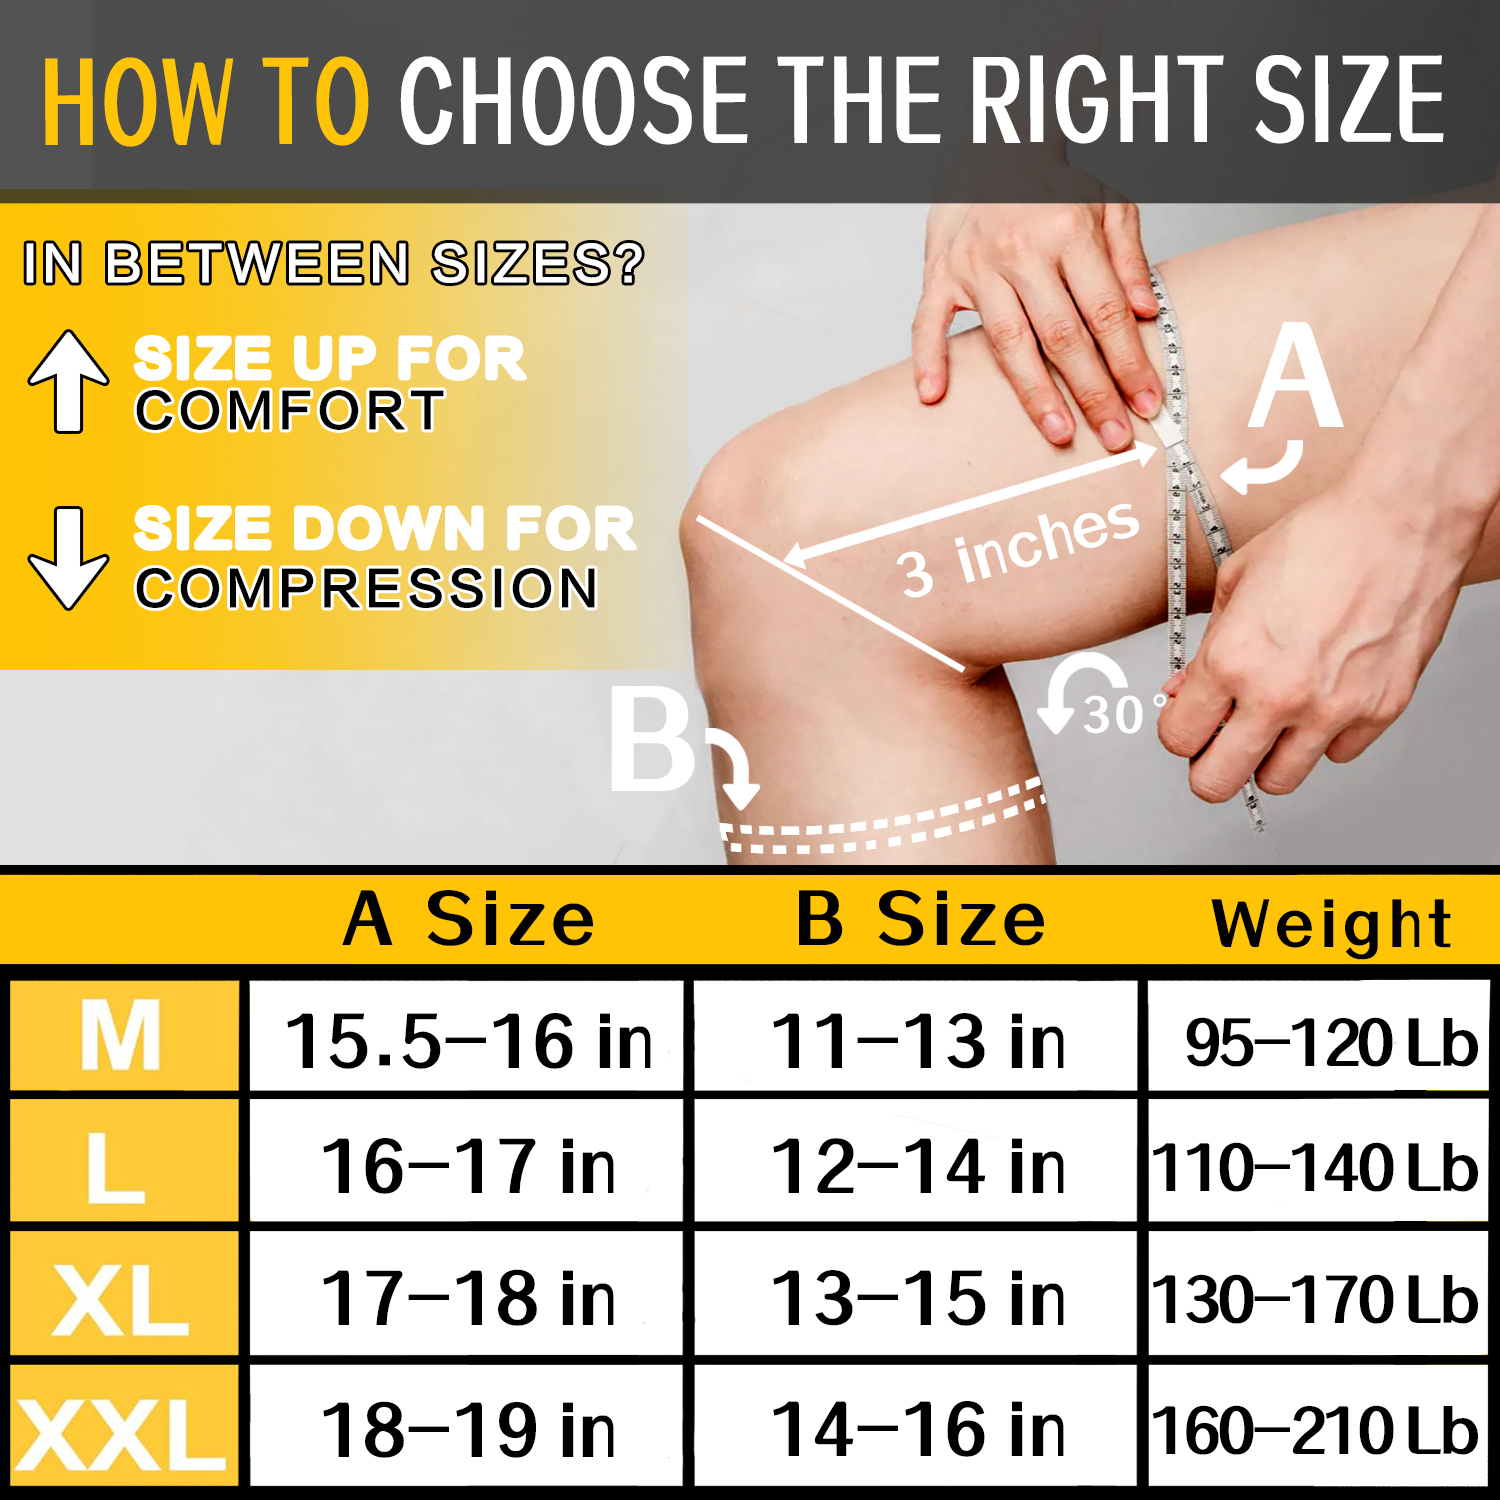 HOW TO CHOOSE THE RIGHT SIZE
IN BETWEEN SIZES?
SIZE UP FOR
COMFORT
SIZE DOWN FOR
COMPRESSION
A
3 inches
B
30°
A Size B Size Weight
M 15.5–16 in 11–13 in 95–120 Lb
L 16–17 in 12–14 in 110–140 Lb
XL 17–18 in 13–15 in 130–170 Lb
XXL 18–19 in 14–16 in 160–210 Lb